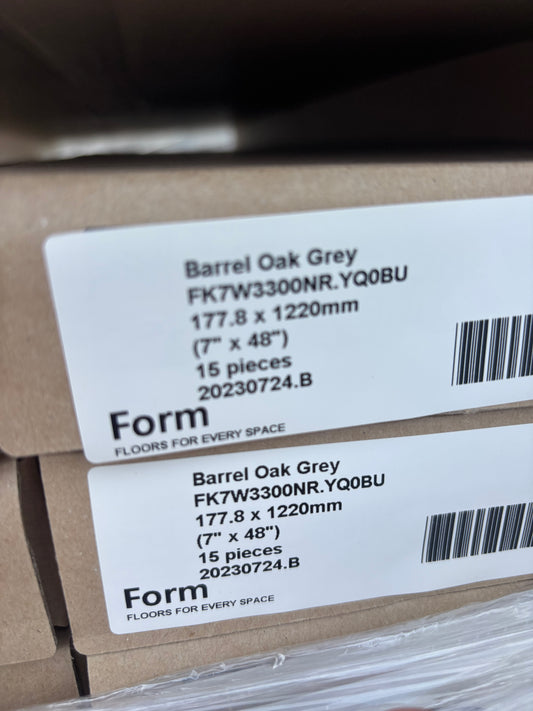 Barrel Oak Grey
FK7W3300NR.YQ0BU
177.8 x 1220mm
(7" x 48")
15 pieces
20230724.B
Form
FLOORS FOR EVERY SPACE
Barrel Oak Grey
FK7W3300NR.YQ0BU
177.8 x 1220mm
(7" x 48")
15 pieces
20230724.B
Form
FLOORS FOR EVERY SPACE